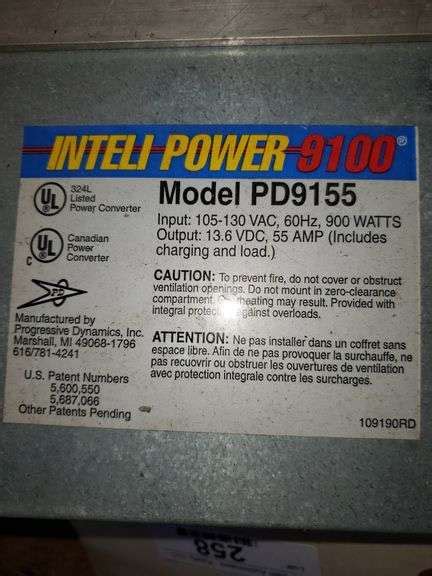 INTELI POWER 9100®
UL
324L
Listed
Power Converter
Model PD9155
Input: 105-130 VAC, 60Hz, 900 WATTS
Output: 13.6 VDC, 55 AMP (Includes
charging and load.)
C UL
Canadian
Power
Converter
CAUTION: To prevent fire, do not cover or obstruct
ventilation openings. Do not mount in zero-clearance
compartment. Overheating may result. Provided with
integral protection against overloads.
PD
Manufactured by
Progressive Dynamics, Inc.
Marshall, MI 49068-1796
616/781-4241
ATTENTION: Ne pas installer dans un coffret sans
espace libre. Afin de ne pas provoquer la surchauffe, ne
pas recuovrir ou obstruer les ouvertures de ventilation
avec protection integrale contre les surcharges.
U.S. Patent Numbers
5,600,550
5,687,066
Other Patents Pending
109190RD
258